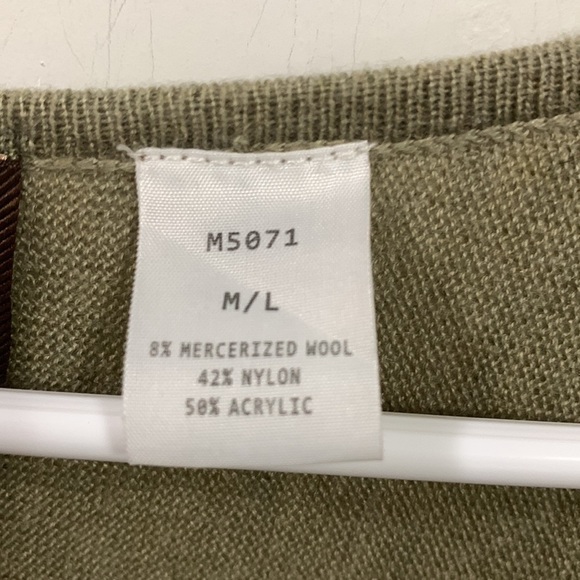 M5071
M/L
8% MERCERIZED WOOL
42% NYLON
50% ACRYLIC